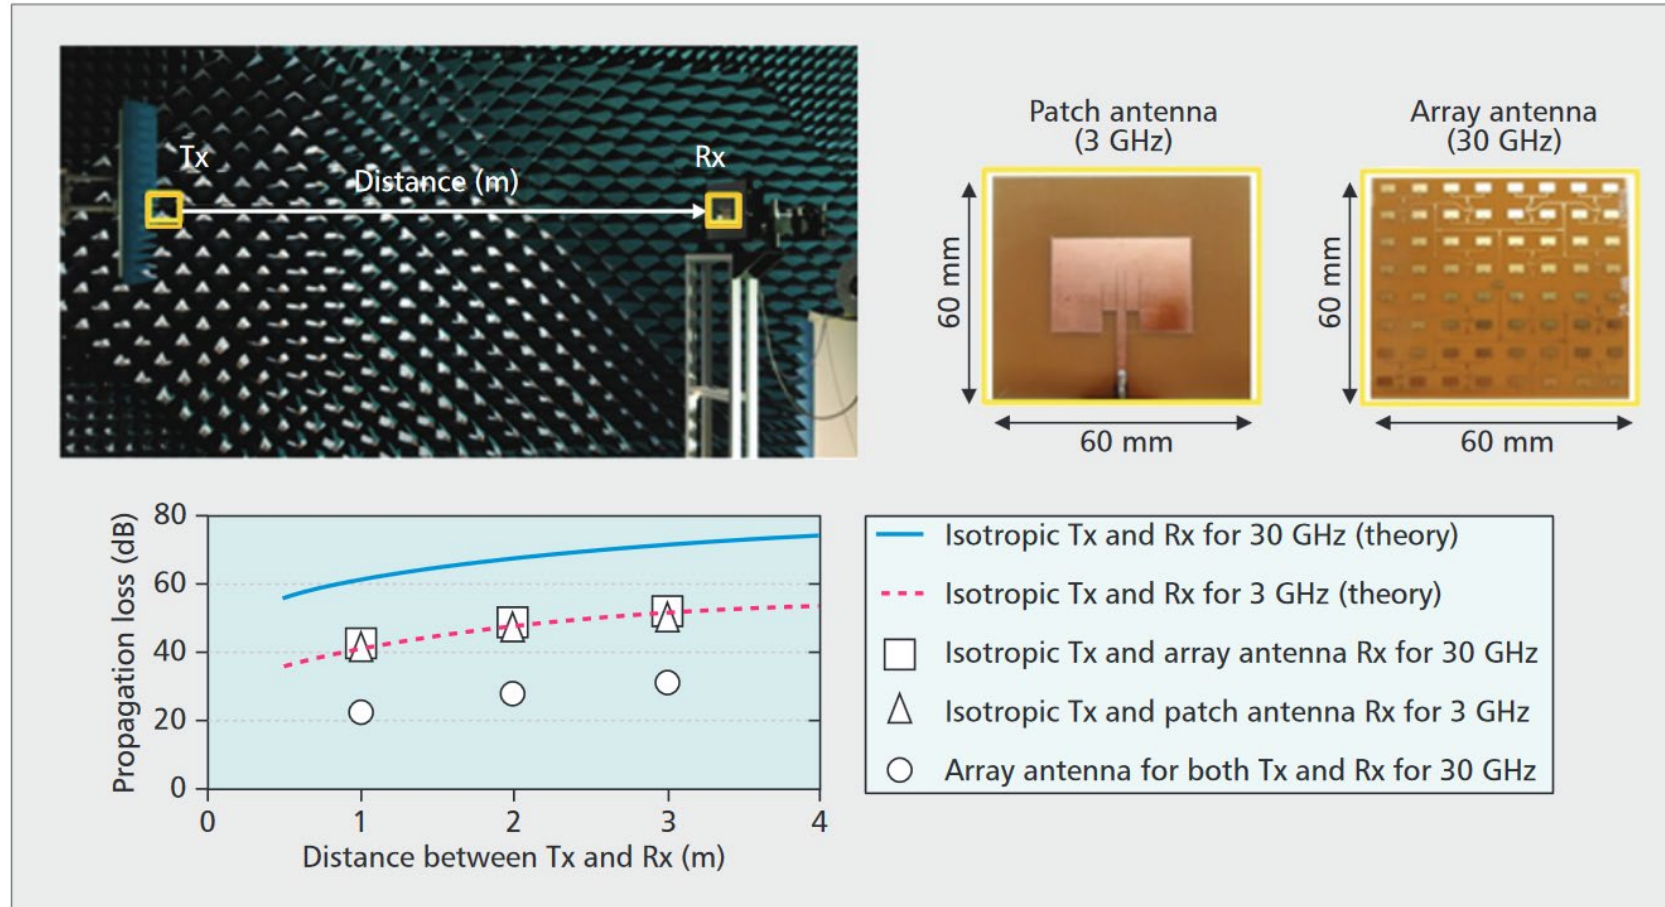 Tx
Rx
Distance (m)
Patch antenna
(3 GHz)
60 mm
60 mm
Array antenna
(30 GHz)
60 mm
60 mm
Propagation loss (dB)
80
60
40
20
0
0
1
2
3
4
Distance between Tx and Rx (m)
Isotropic Tx and Rx for 30 GHz (theory)
Isotropic Tx and Rx for 3 GHz (theory)
Isotropic Tx and array antenna Rx for 30 GHz
Isotropic Tx and patch antenna Rx for 3 GHz
Array antenna for both Tx and Rx for 30 GHz